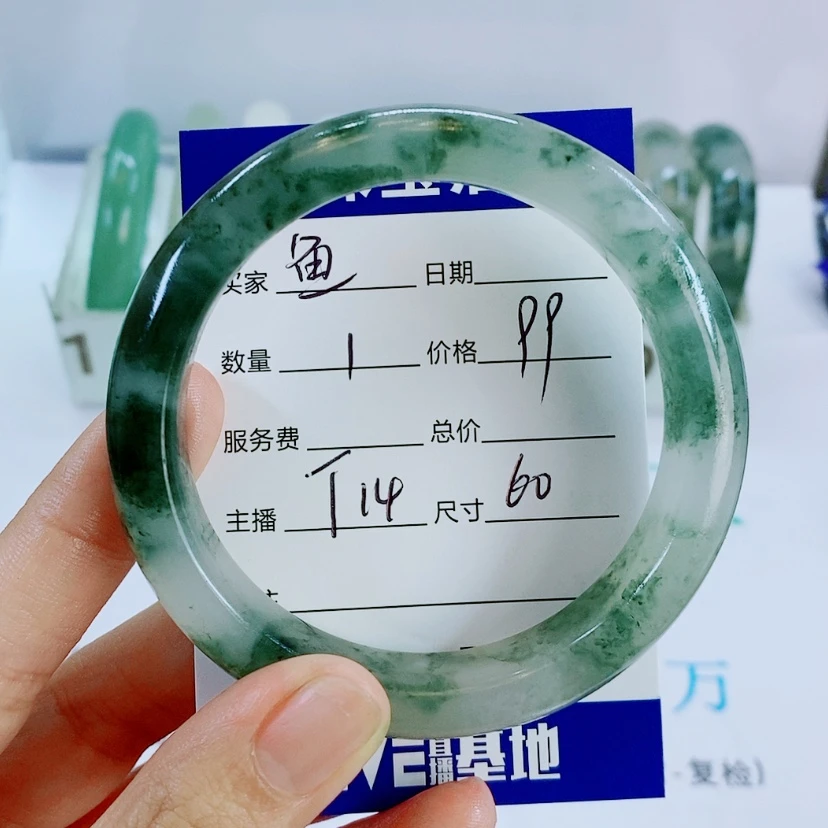 买家 鱼 日期
数量 1 价格 99
服务费 总价
主播 T14 尺寸 60
直播基地
万
复检)